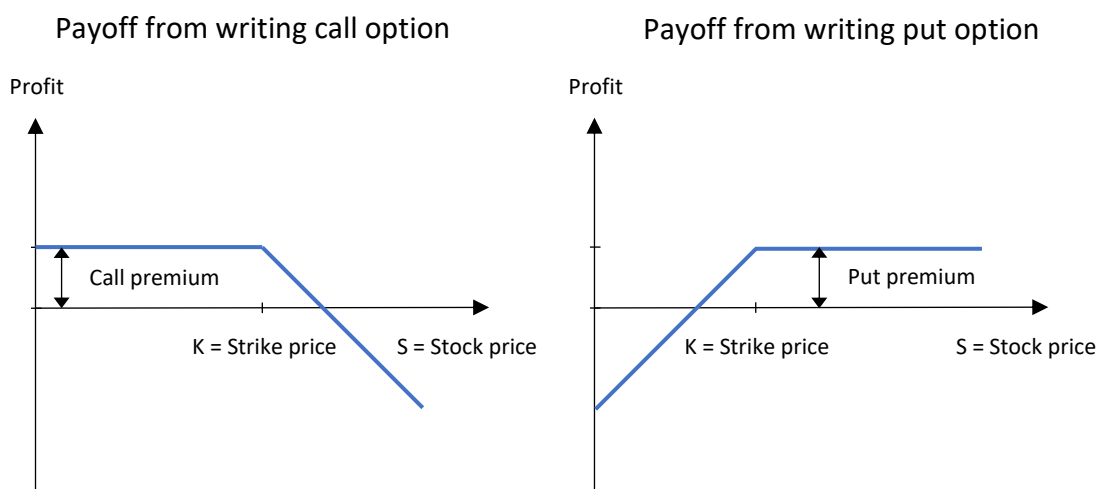 Payoff from writing call option
Profit
Call premium
K = Strike price
S = Stock price
Payoff from writing put option
Profit
Put premium
K = Strike price
S = Stock price